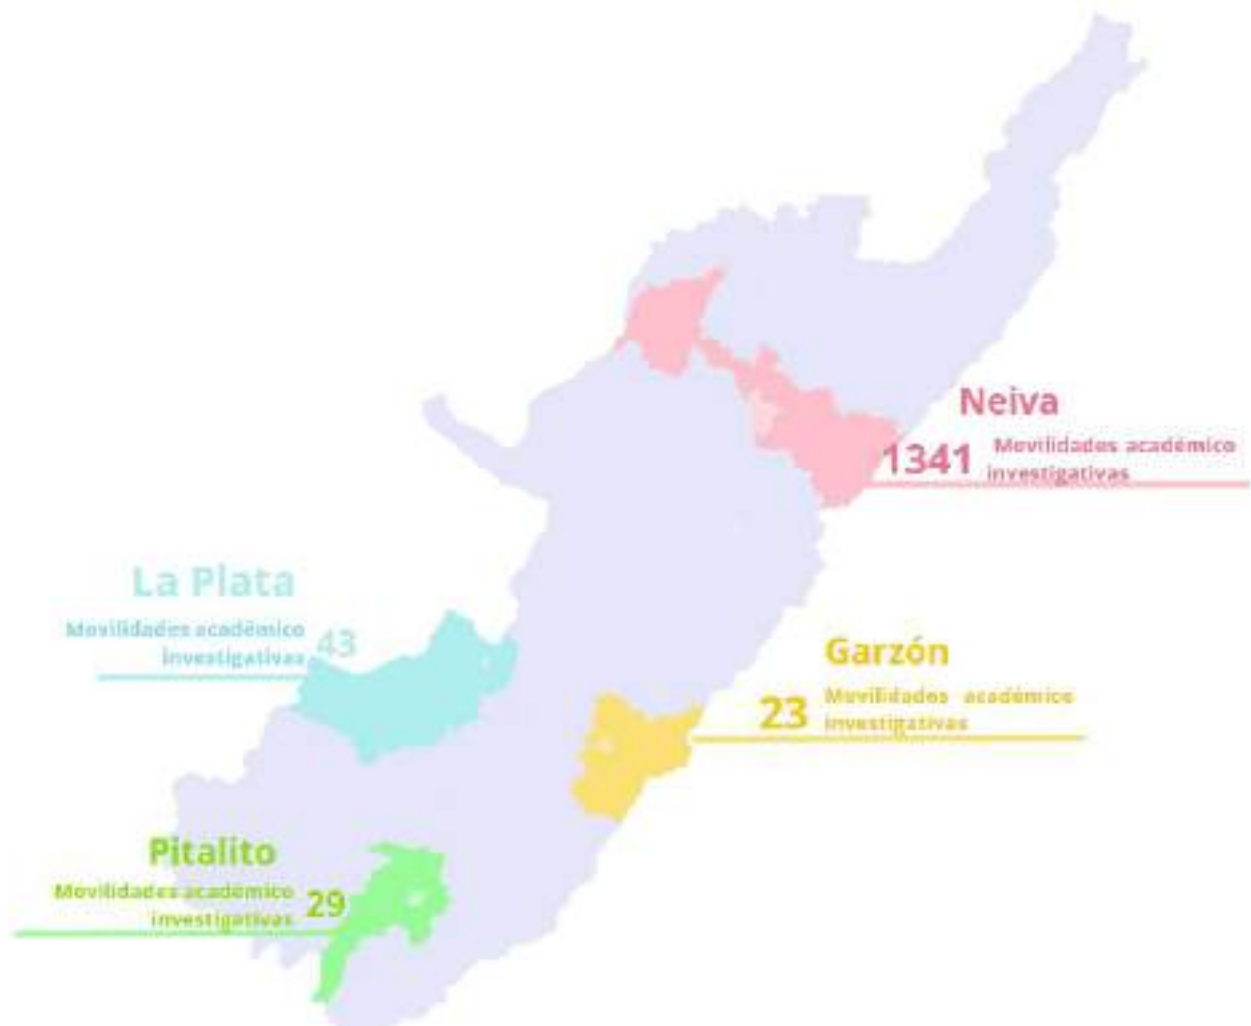 Neiva
1341 Movilidades académico
investigativas
La Plata
Movilidades académico 43
investigativas
Garzón
23 Movilidades académico
investigativas
Pitalito
Movilidades académico 29
investigativas